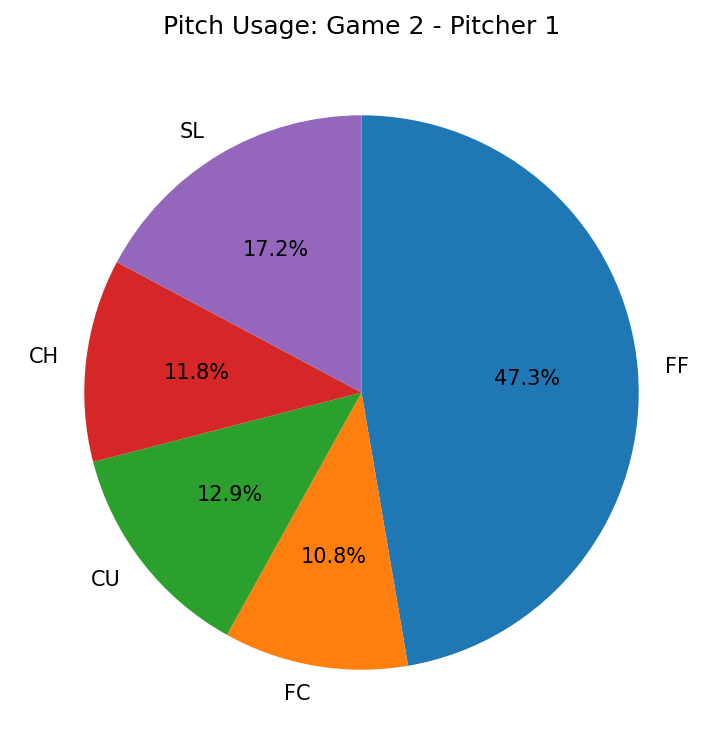 Pitch Usage: Game 2 - Pitcher 1
SL
17.2%
CH
11.8%
FF
47.3%
12.9%
CU
10.8%
FC